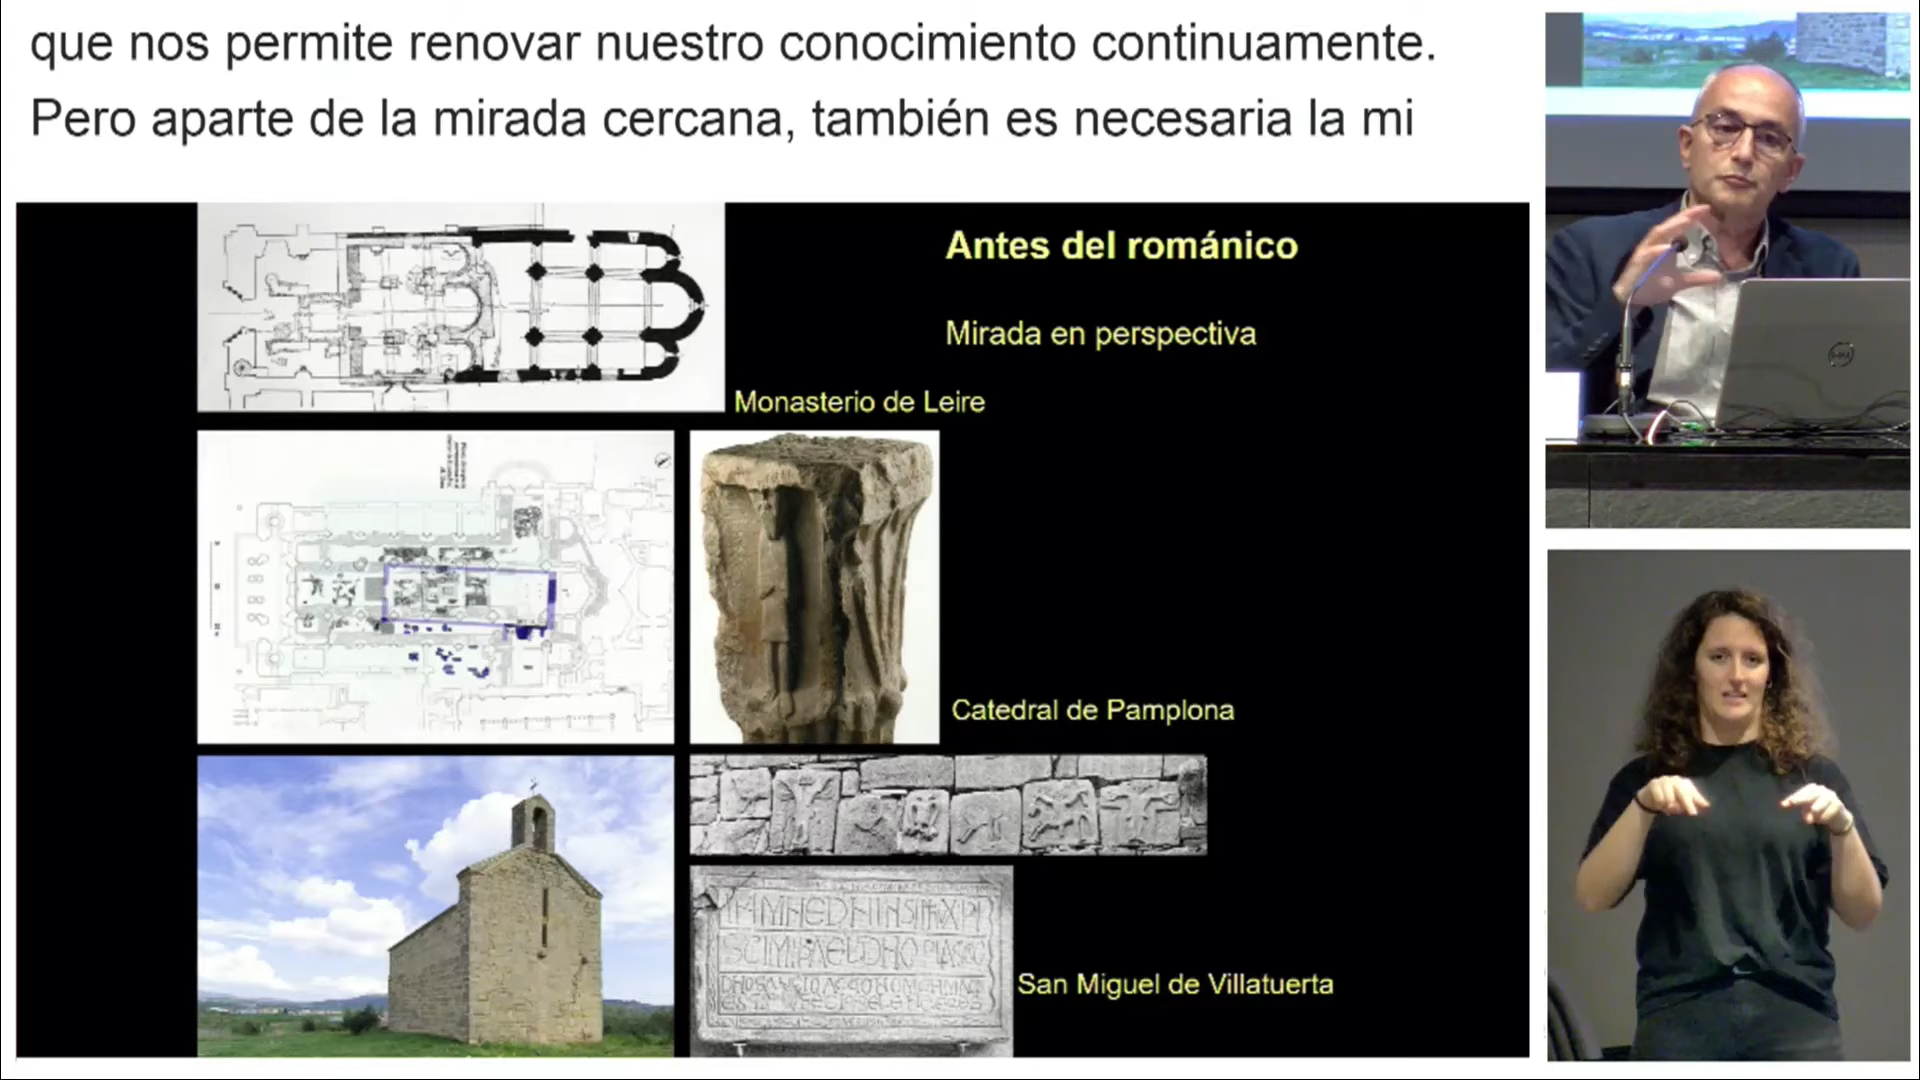 que nos permite renovar nuestro conocimiento continuamente.
Pero aparte de la mirada cercana, también es necesaria la mi
Antes del románico
Mirada en perspectiva
Monasterio de Leire
Catedral de Pamplona
San Miguel de Villatuerta
DELL